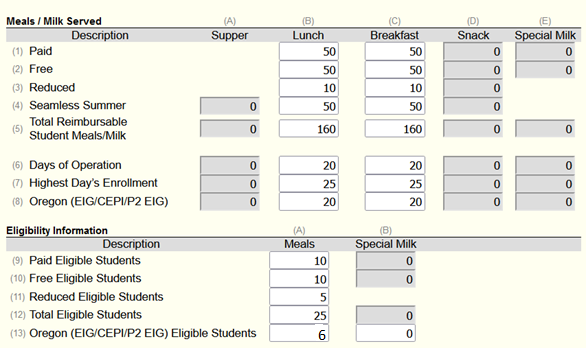 Meals / Milk Served (A) (B) (C) (D) (E)
Description Supper Lunch Breakfast Snack Special Milk
(1) Paid 50 50 0 0
(2) Free 50 50 0 0
(3) Reduced 10 10 0
(4) Seamless Summer 0 50 50 0
(5) Total Reimbursable Student Meals/Milk 0 160 160 0 0
(6) Days of Operation 0 20 20 0 0
(7) Highest Day's Enrollment 0 25 25 0 0
(8) Oregon (EIG/CEPI/P2 EIG) 0 20 20 0 0
Eligibility Information (A) (B)
Description Meals Special Milk
(9) Paid Eligible Students 10 0
(10) Free Eligible Students 10 0
(11) Reduced Eligible Students 5
(12) Total Eligible Students 25 0
(13) Oregon (EIG/CEPI/P2 EIG) Eligible Students 6 0